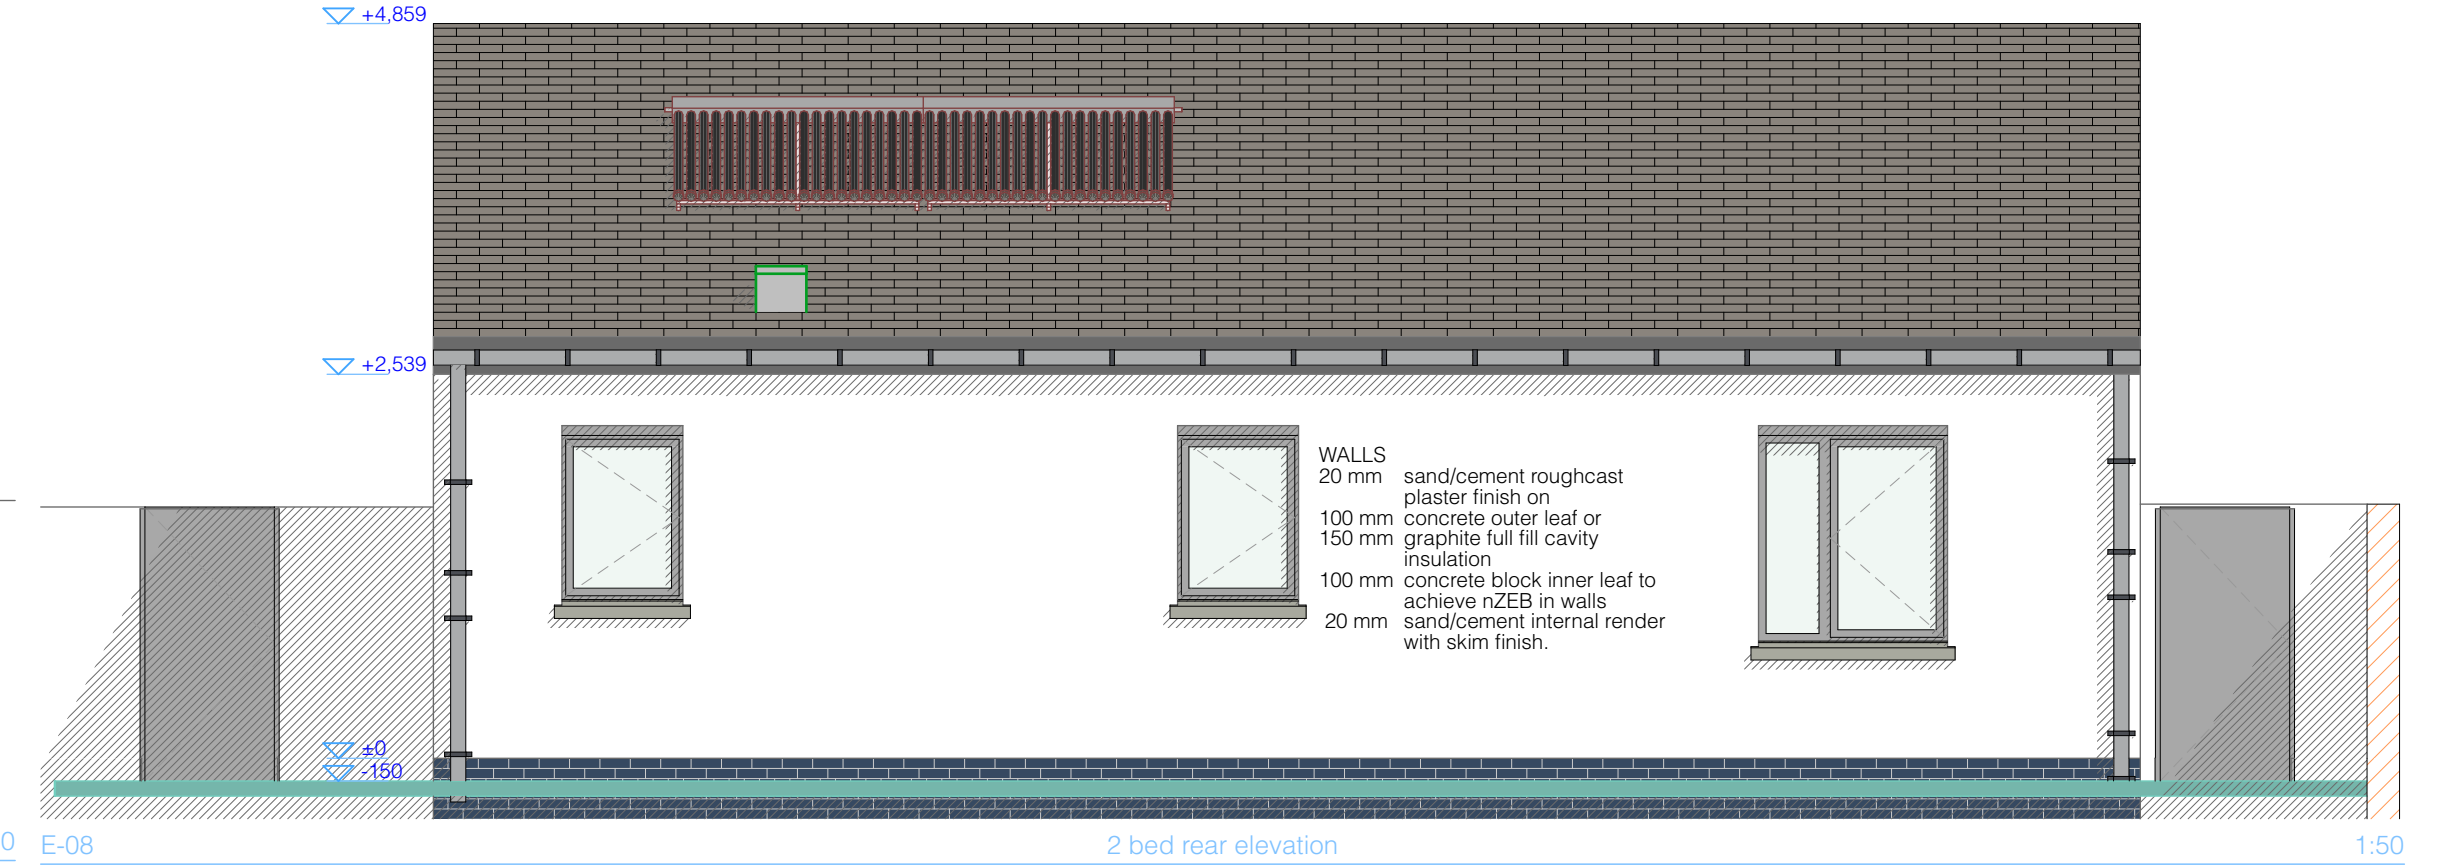 +4,859
+2,539
WALLS
20 mm sand/cement roughcast
plaster finish on
100 mm concrete outer leaf or
150 mm graphite full fill cavity
insulation
100 mm concrete block inner leaf to
achieve nZEB in walls
20 mm sand/cement internal render
with skim finish.
±0
-150
0 E-08 2 bed rear elevation 1:50